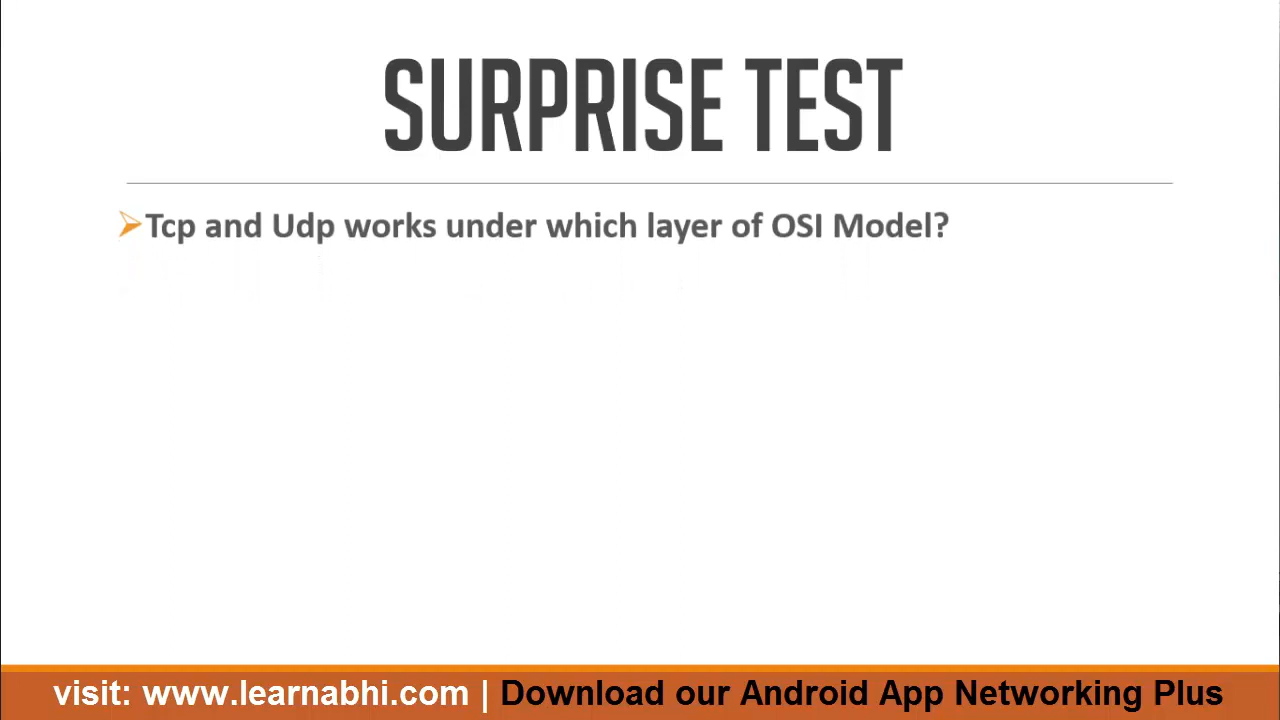 SURPRISE TEST
Tcp and Udp works under which layer of OSI Model?
visit: www.learnabhi.com | Download our Android App Networking Plus